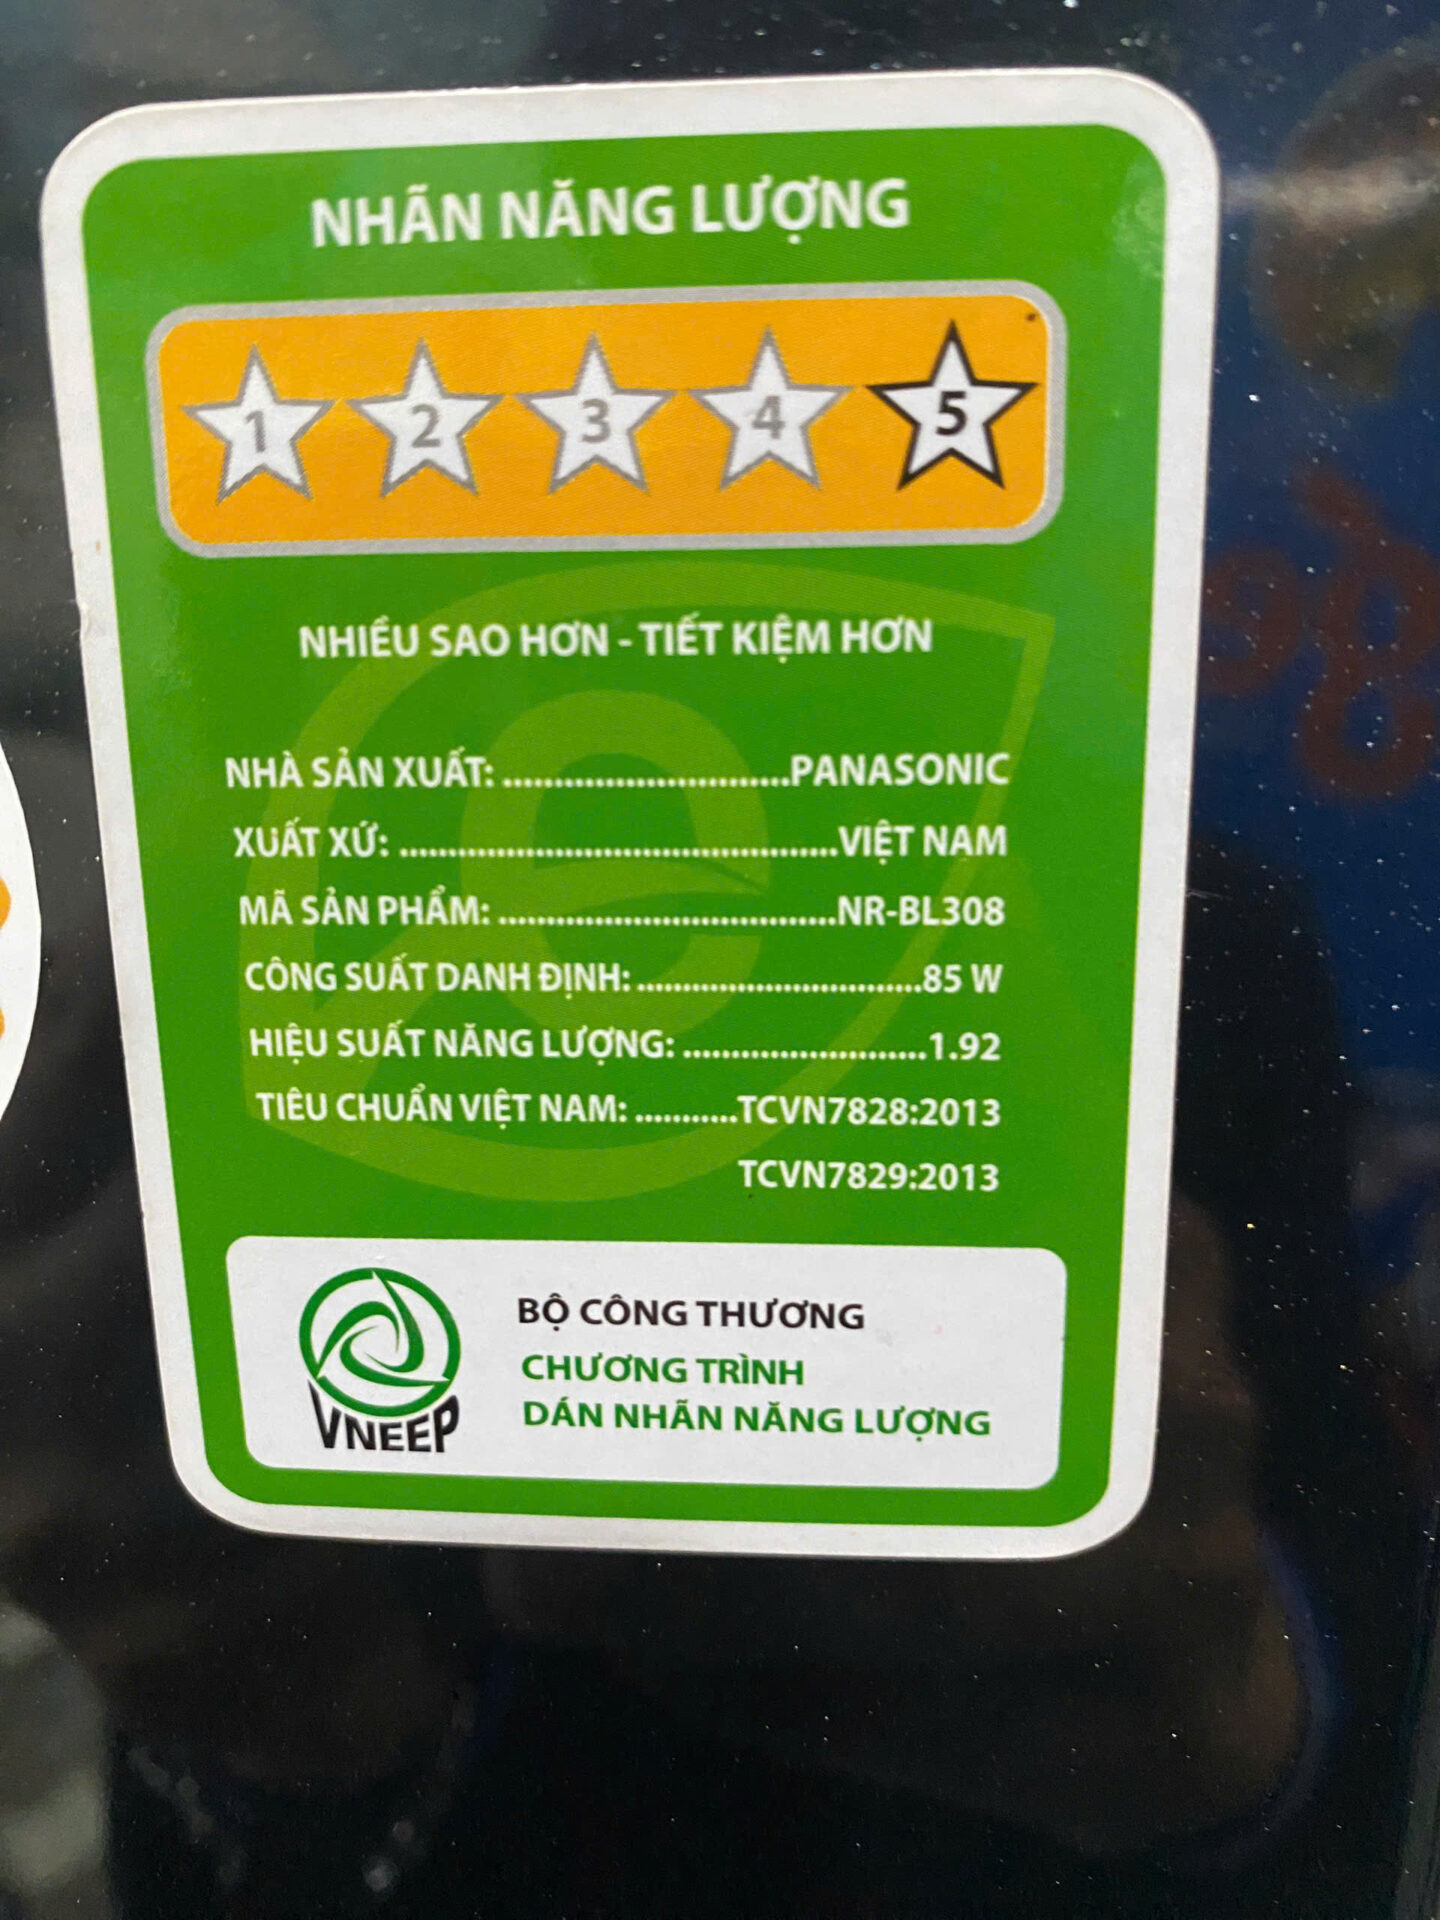 NHÃN NĂNG LƯỢNG
1 2 3 4 5
NHIỀU SAO HƠN - TIẾT KIỆM HƠN
NHÀ SẢN XUẤT: ..............................PANASONIC
XUẤT XỨ: .............................................VIỆT NAM
MÃ SẢN PHẨM: ...................................NR-BL308
CÔNG SUẤT DANH ĐỊNH: .............................85 W
HIỆU SUẤT NĂNG LƯỢNG: .........................1.92
TIÊU CHUẨN VIỆT NAM: ...........TCVN7828:2013
TCVN7829:2013
VNEEP
BỘ CÔNG THƯƠNG
CHƯƠNG TRÌNH
DÁN NHÃN NĂNG LƯỢNG